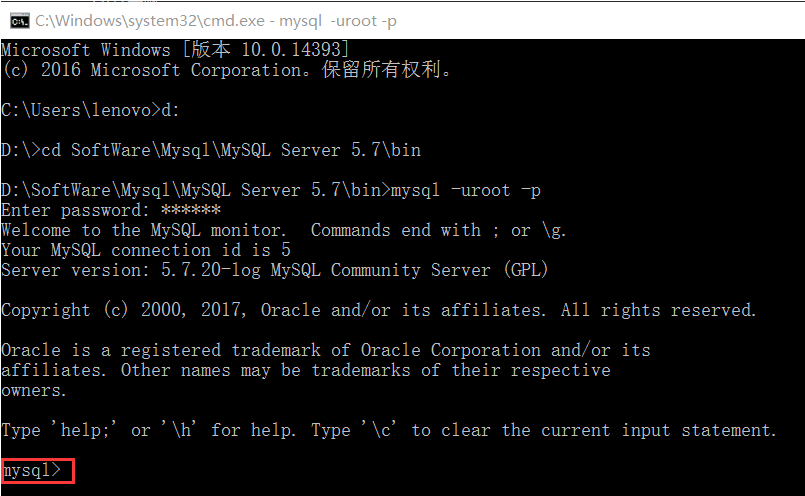 C:\Windows\system32\cmd.exe - mysql  -uroot -p
Microsoft Windows [版本 10.0.14393]
(c) 2016 Microsoft Corporation。保留所有权利。
C:\Users\lenovo>d:
D:\>cd SoftWare\Mysql\MySQL Server 5.7\bin
D:\SoftWare\Mysql\MySQL Server 5.7\bin>mysql -uroot -p
Enter password: ******
Welcome to the MySQL monitor.  Commands end with ; or \g.
Your MySQL connection id is 5
Server version: 5.7.20-log MySQL Community Server (GPL)
Copyright (c) 2000, 2017, Oracle and/or its affiliates. All rights reserved.
Oracle is a registered trademark of Oracle Corporation and/or its
affiliates. Other names may be trademarks of their respective
owners.
Type 'help;' or '\h' for help. Type '\c' to clear the current input statement.
mysql>